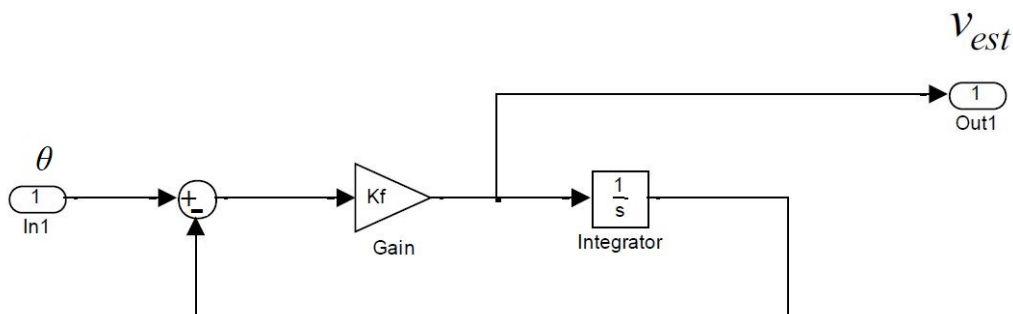 v_est
1
Out1
θ
1
In1
+
-
Kf
Gain
1
s
Integrator